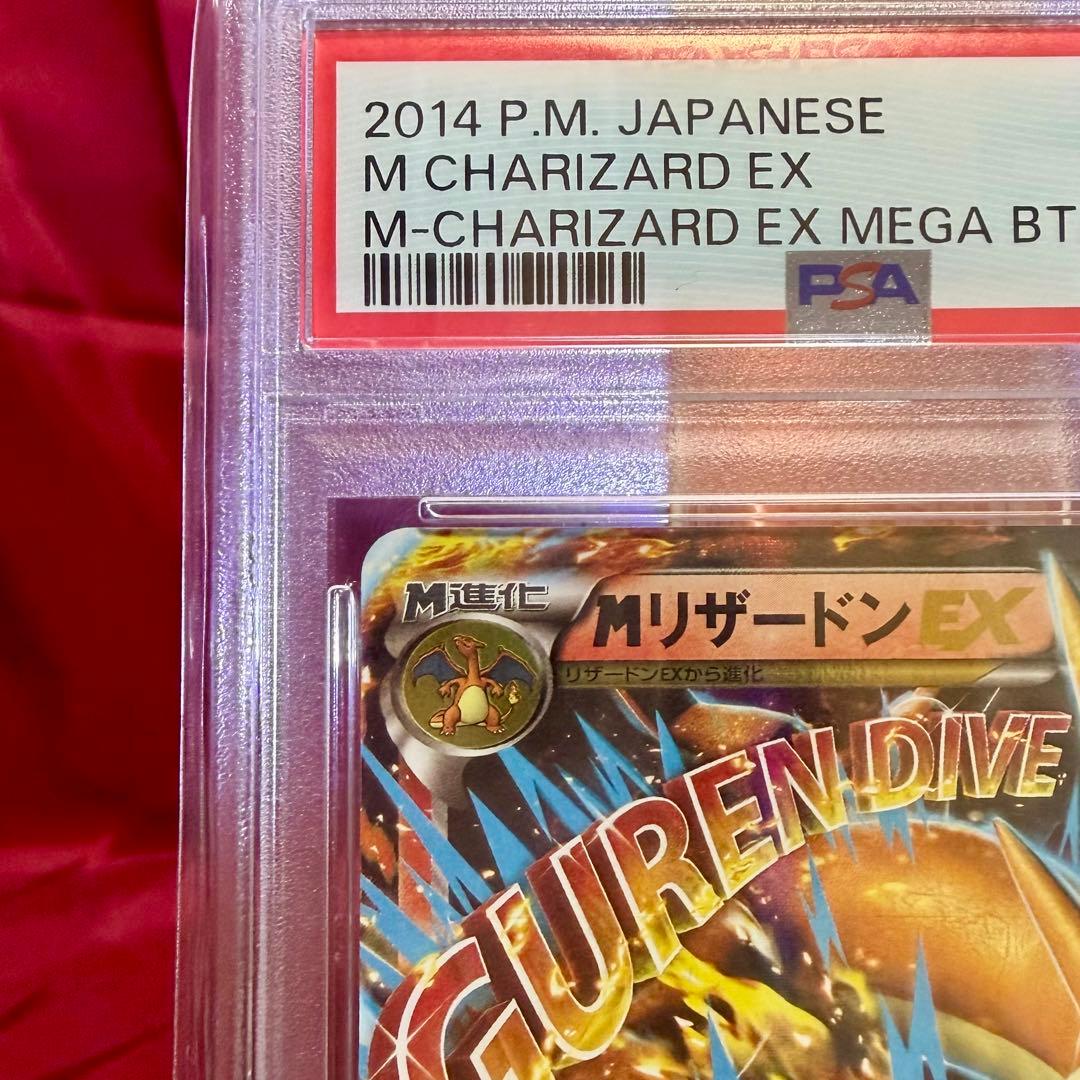 2014 P.M. JAPANESE
M CHARIZARD EX
M-CHARIZARD EX MEGA BT
PSA
M進化
MリザードンEX
リザードンEXから進化
GUREN DIVE